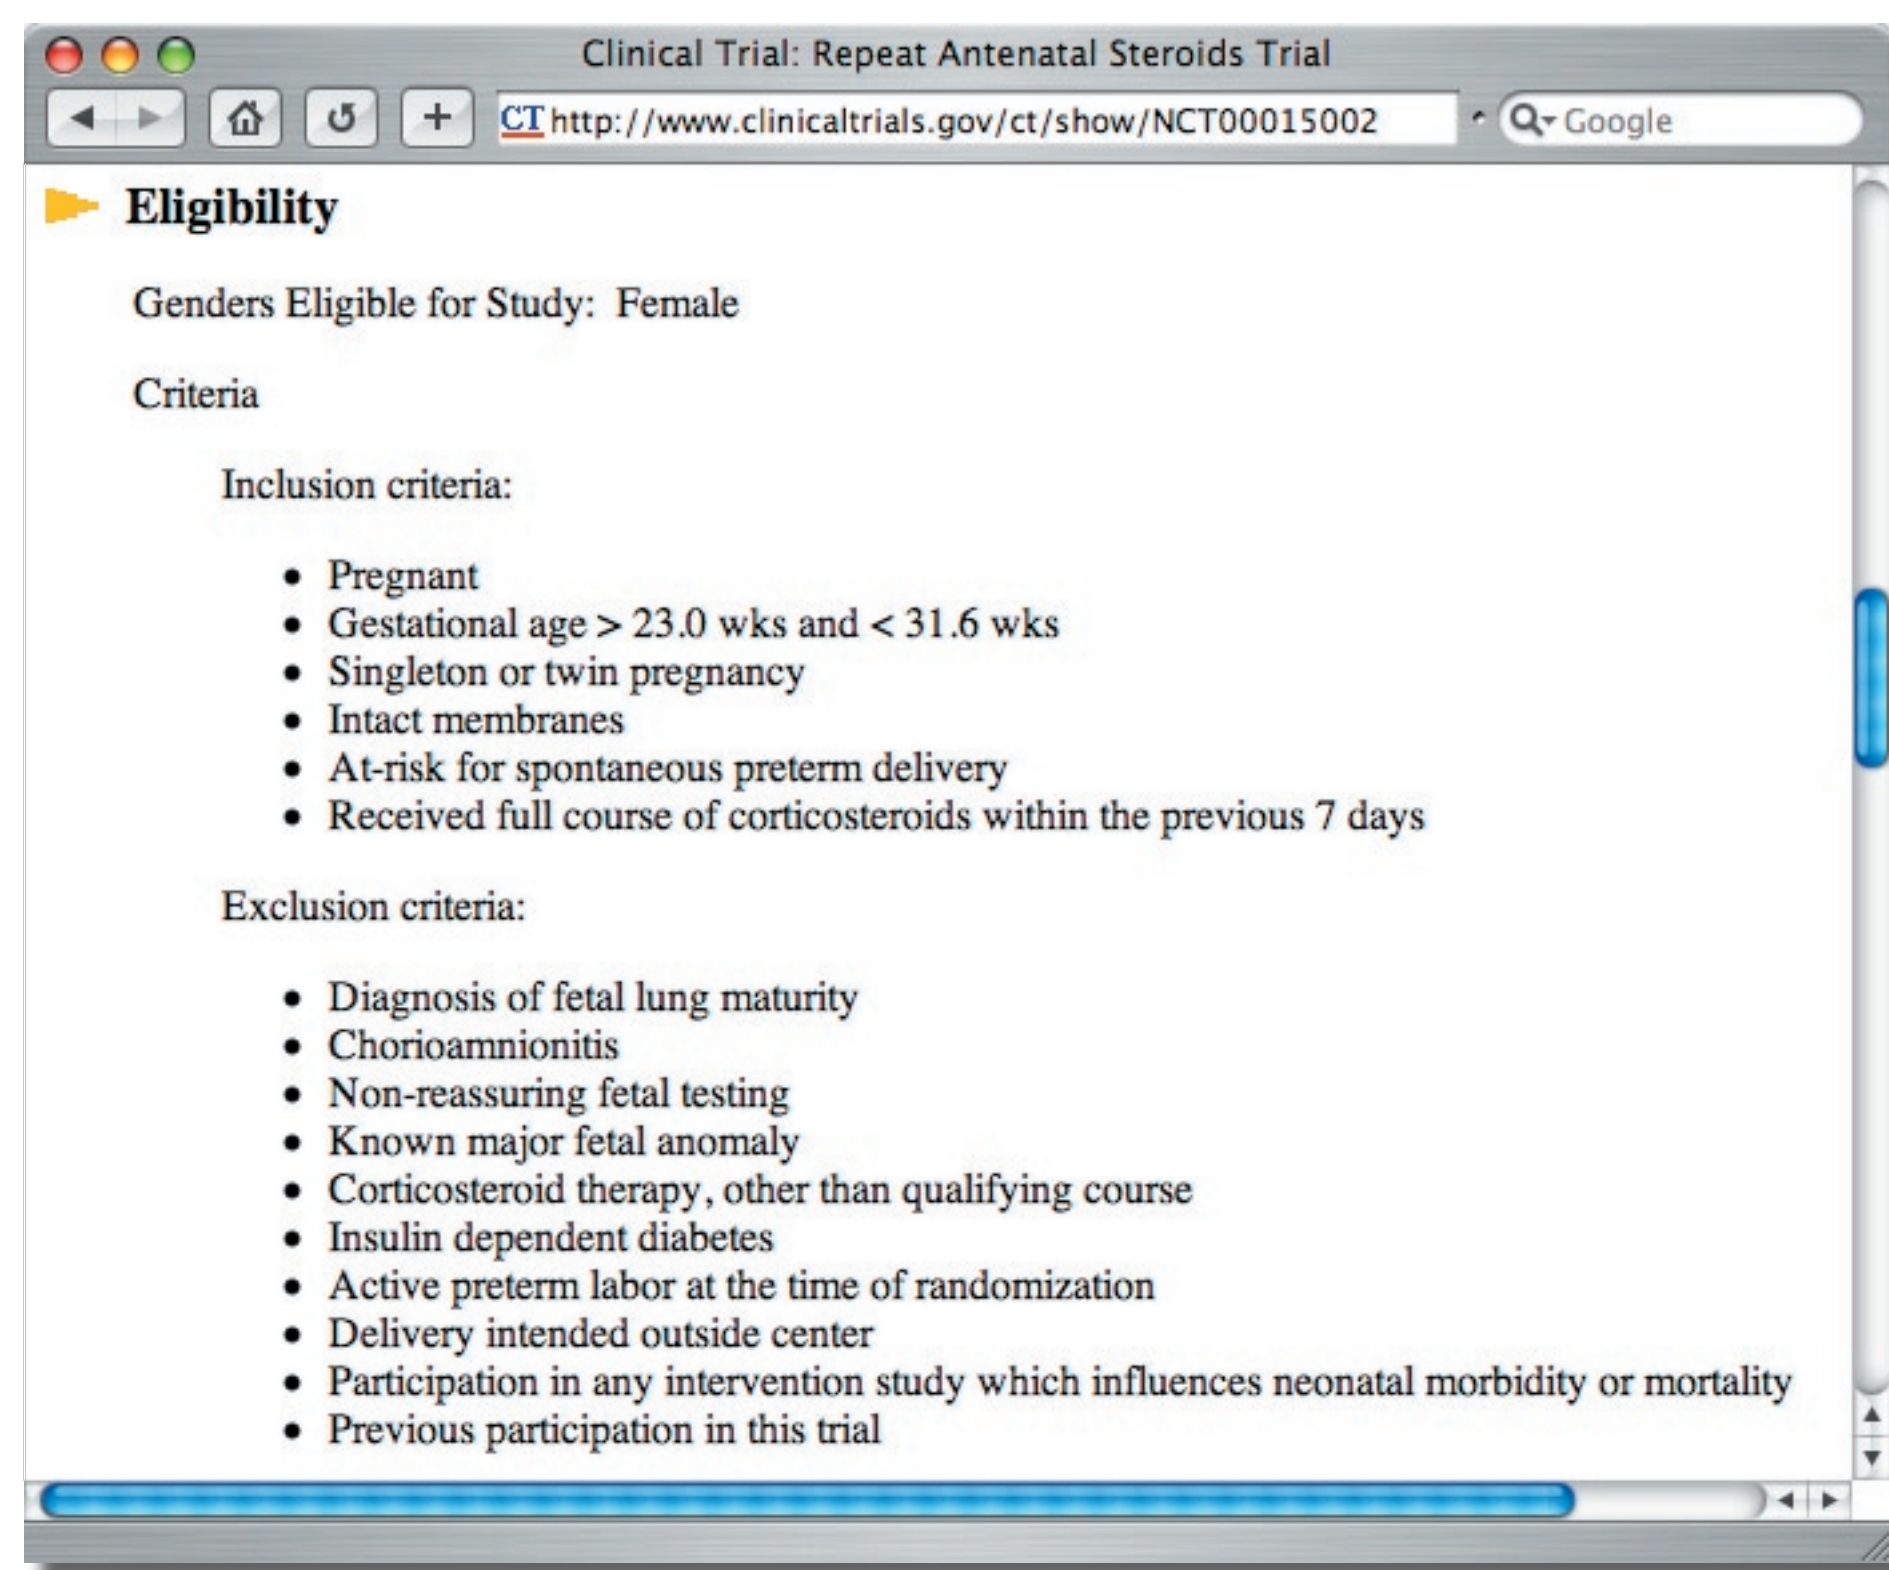 Clinical Trial: Repeat Antenatal Steroids Trial
CT http://www.clinicaltrials.gov/ct/show/NCT00015002 Google
Eligibility
Genders Eligible for Study: Female
Criteria
Inclusion criteria:
• Pregnant
• Gestational age > 23.0 wks and < 31.6 wks
• Singleton or twin pregnancy
• Intact membranes
• At-risk for spontaneous preterm delivery
• Received full course of corticosteroids within the previous 7 days
Exclusion criteria:
• Diagnosis of fetal lung maturity
• Chorioamnionitis
• Non-reassuring fetal testing
• Known major fetal anomaly
• Corticosteroid therapy, other than qualifying course
• Insulin dependent diabetes
• Active preterm labor at the time of randomization
• Delivery intended outside center
• Participation in any intervention study which influences neonatal morbidity or mortality
• Previous participation in this trial